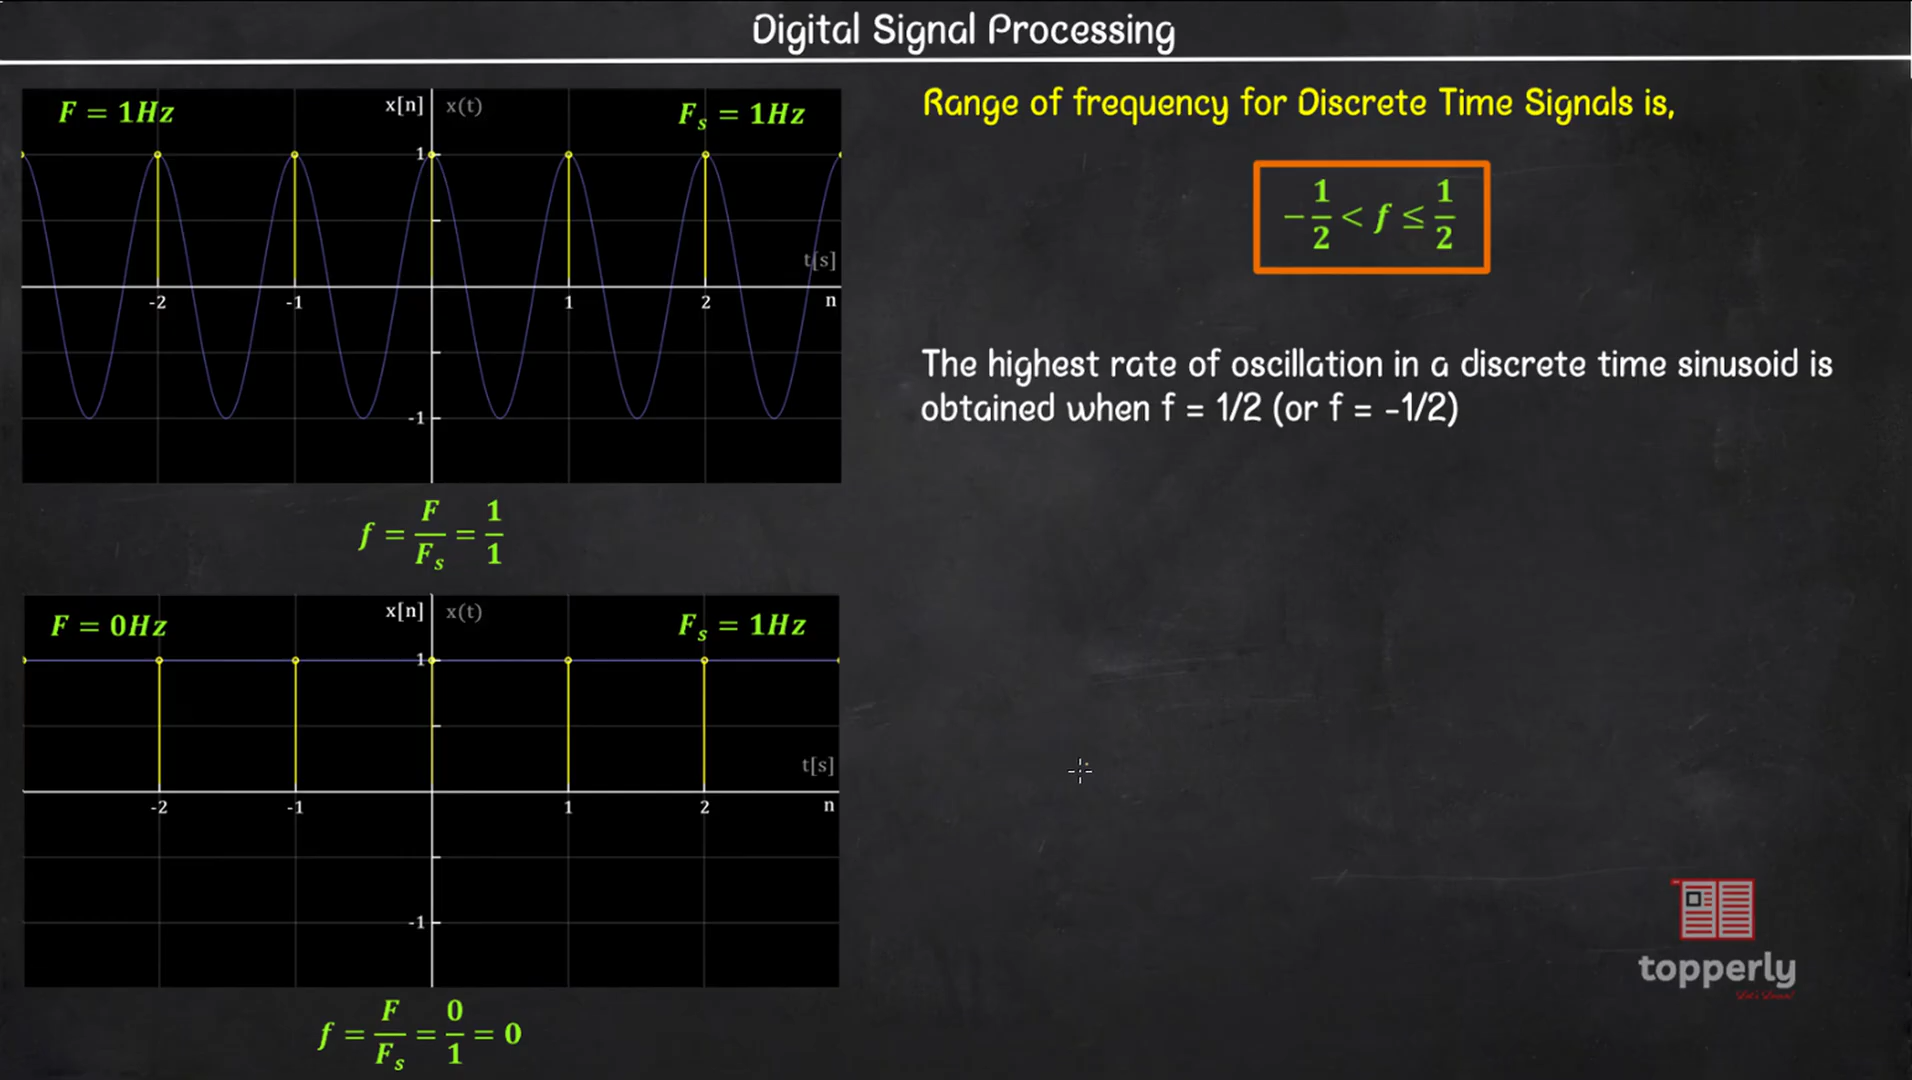 Digital Signal Processing
F = 1Hz
x[n] x(t)
F_s = 1Hz
1
t[s]
-2 -1 1 2 n
-1
f = F/F_s = 1/1
F = 0Hz
x[n] x(t)
F_s = 1Hz
1
t[s]
-2 -1 1 2 n
-1
f = F/F_s = 0/1 = 0
Range of frequency for Discrete Time Signals is,
-1/2 < f ≤ 1/2
The highest rate of oscillation in a discrete time sinusoid is
obtained when f = 1/2 (or f = -1/2)
topperly